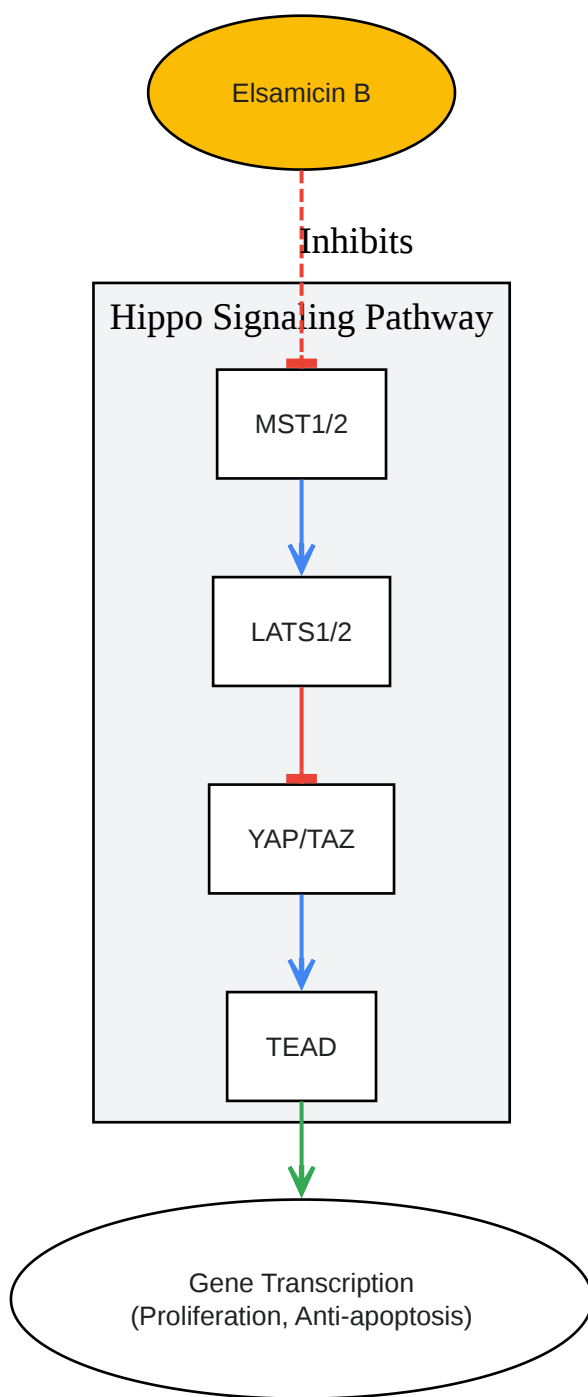 Elsamicin B
Inhibits
Hippo Signaling Pathway
MST1/2
LATS1/2
YAP/TAZ
TEAD
Gene Transcription
(Proliferation, Anti-apoptosis)